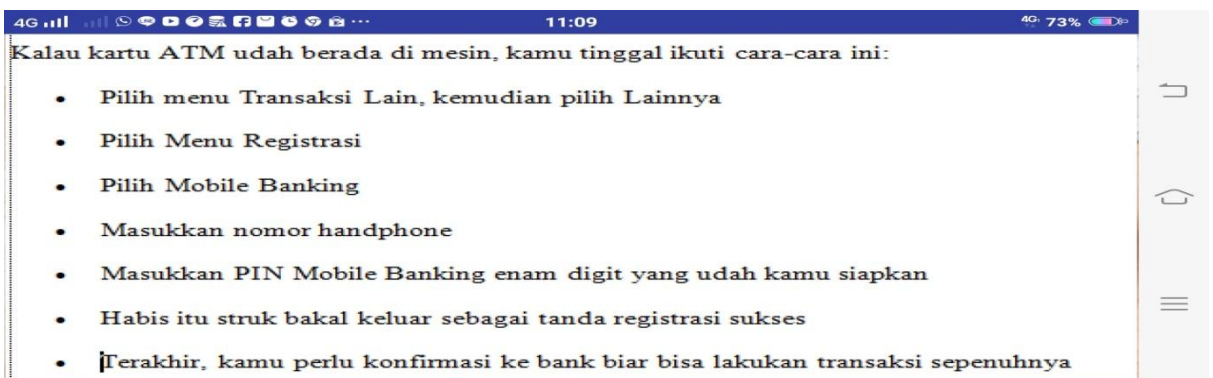 4G 11:09 4G 73%
Kalau kartu ATM udah berada di mesin, kamu tinggal ikuti cara-cara ini:
• Pilih menu Transaksi Lain, kemudian pilih Lainnya
• Pilih Menu Registrasi
• Pilih Mobile Banking
• Masukkan nomor handphone
• Masukkan PIN Mobile Banking enam digit yang udah kamu siapkan
• Habis itu struk bakal keluar sebagai tanda registrasi sukses
• Terakhir, kamu perlu konfirmasi ke bank biar bisa lakukan transaksi sepenuhnya